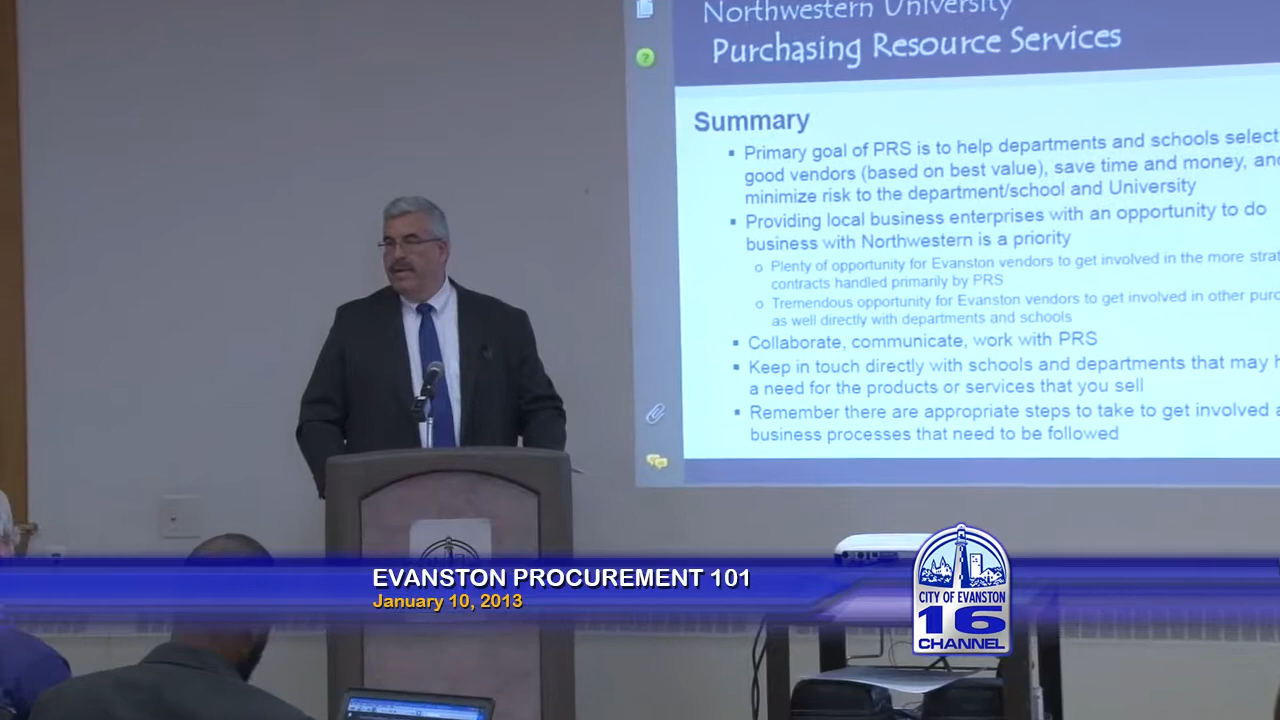 Northwestern University
Purchasing Resource Services
Summary
▪ Primary goal of PRS is to help departments and schools select
good vendors (based on best value), save time and money, and
minimize risk to the department/school and University
▪ Providing local business enterprises with an opportunity to do
business with Northwestern is a priority
o Plenty of opportunity for Evanston vendors to get involved in the more strat
contracts handled primarily by PRS
o Tremendous opportunity for Evanston vendors to get involved in other purc
as well directly with departments and schools
▪ Collaborate, communicate, work with PRS
▪ Keep in touch directly with schools and departments that may h
a need for the products or services that you sell
▪ Remember there are appropriate steps to take to get involved a
business processes that need to be followed
EVANSTON PROCUREMENT 101
January 10, 2013
CITY OF EVANSTON
16
CHANNEL